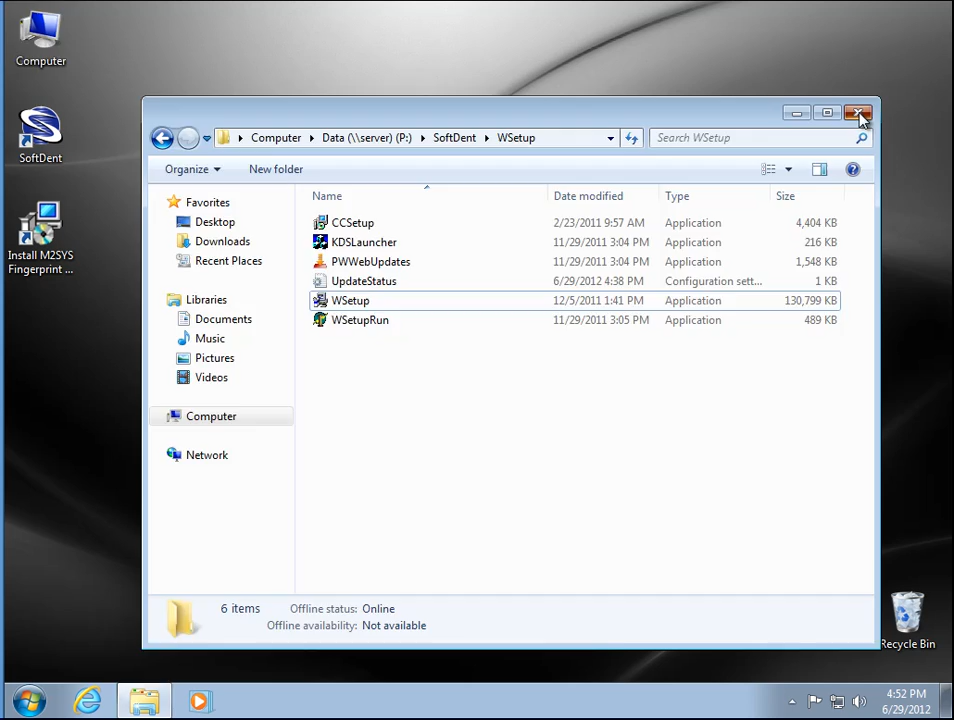 Computer
SoftDent
Install M2SYS
Fingerprint ...
Recycle Bin
Computer Data (\\server) (P:) SoftDent WSetup
Search WSetup
Organize New folder
Favorites
Desktop
Downloads
Recent Places
Libraries
Documents
Music
Pictures
Videos
Computer
Network
Name Date modified Type Size
CCSetup 2/23/2011 9:57 AM Application 4,404 KB
KDSLauncher 11/29/2011 3:04 PM Application 216 KB
PWWebUpdates 11/29/2011 3:04 PM Application 1,548 KB
UpdateStatus 6/29/2012 4:38 PM Configuration sett... 1 KB
WSetup 12/5/2011 1:41 PM Application 130,799 KB
WSetupRun 11/29/2011 3:05 PM Application 489 KB
6 items Offline status: Online
Offline availability: Not available
4:52 PM
6/29/2012